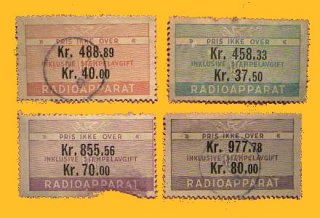 PRIS IKKE OVER
Kr. 488.89
INKLUSIVE STEMPELAVGIFT
Kr. 40.00
RADIOAPPARAT
PRIS IKKE OVER
Kr. 458.33
INKLUSIVE STEMPELAVGIFT
Kr. 37.50
RADIOAPPARAT
PRIS IKKE OVER
Kr. 855.56
INKLUSIVE STEMPELAVGIFT
Kr. 70.00
RADIOAPPARAT
PRIS IKKE OVER
Kr. 977.78
INKLUSIVE STEMPELAVGIFT
Kr. 80.00
RADIOAPPARAT